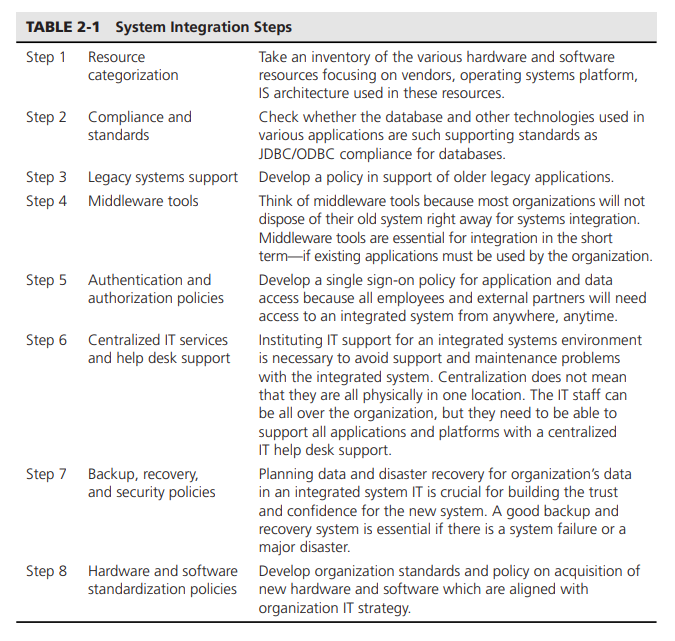 TABLE 2-1 System Integration Steps
Step 1 Resource categorization Take an inventory of the various hardware and software
resources focusing on vendors, operating systems platform,
IS architecture used in these resources.
Step 2 Compliance and standards Check whether the database and other technologies used in
various applications are such supporting standards as
JDBC/ODBC compliance for databases.
Step 3 Legacy systems support Develop a policy in support of older legacy applications.
Step 4 Middleware tools Think of middleware tools because most organizations will not
dispose of their old system right away for systems integration.
Middleware tools are essential for integration in the short
term—if existing applications must be used by the organization.
Step 5 Authentication and authorization policies Develop a single sign-on policy for application and data
access because all employees and external partners will need
access to an integrated system from anywhere, anytime.
Step 6 Centralized IT services and help desk support Instituting IT support for an integrated systems environment
is necessary to avoid support and maintenance problems
with the integrated system. Centralization does not mean
that they are all physically in one location. The IT staff can
be all over the organization, but they need to be able to
support all applications and platforms with a centralized
IT help desk support.
Step 7 Backup, recovery, and security policies Planning data and disaster recovery for organization's data
in an integrated system IT is crucial for building the trust
and confidence for the new system. A good backup and
recovery system is essential if there is a system failure or a
major disaster.
Step 8 Hardware and software standardization policies Develop organization standards and policy on acquisition of
new hardware and software which are aligned with
organization IT strategy.